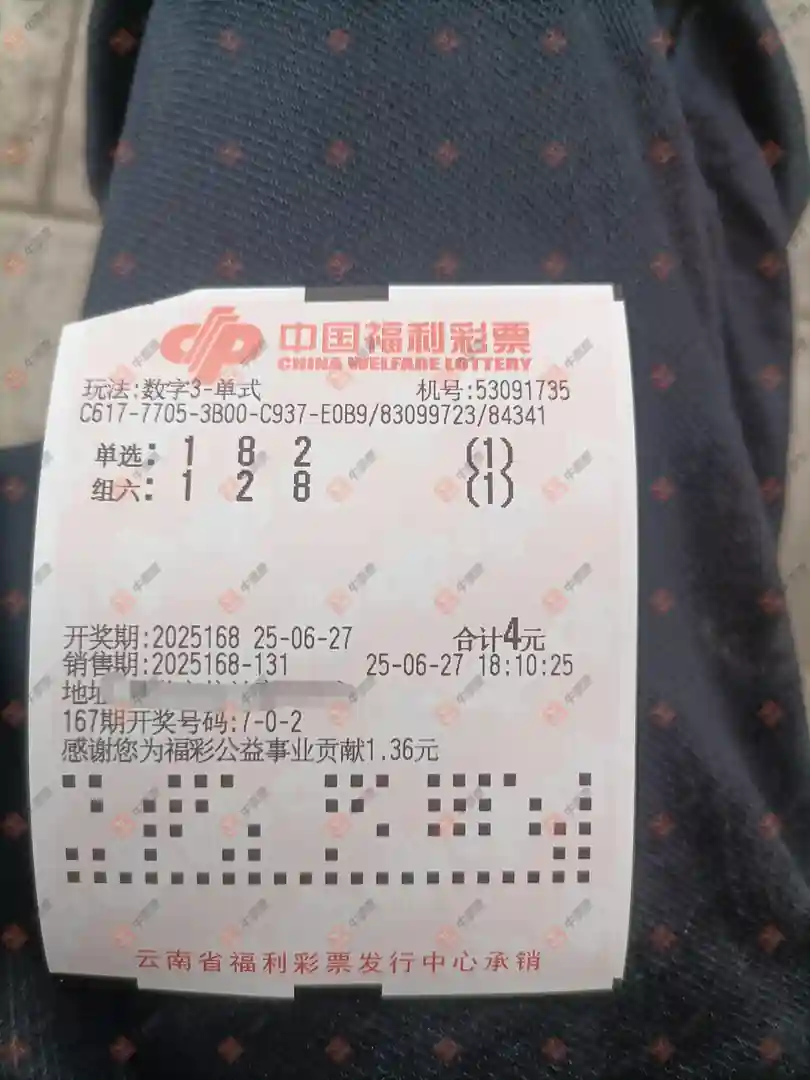 中国福利彩票
CHINA WELFARE LOTTERY
玩法:数字3-单式 机号:53091735
C617-7705-3B00-C937-E0B9/83099723/84341
单选: 1 8 2 (1)
组六: 1 2 8 (1)
开奖期:2025168 25-06-27 合计4元
销售期:2025168-131 25-06-27 18:10:25
地址
167期开奖号码:7-0-2
感谢您为福彩公益事业贡献1.36元
云南省福利彩票发行中心承销